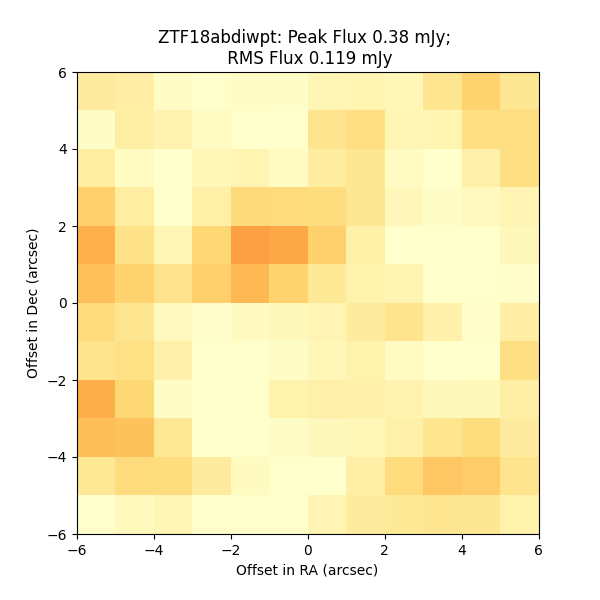 ZTF18abdiwpt: Peak Flux 0.38 mJy;
RMS Flux 0.119 mJy
6
4
2
0
−2
−4
−6
Offset in Dec (arcsec)
−6 −4 −2 0 2 4 6
Offset in RA (arcsec)